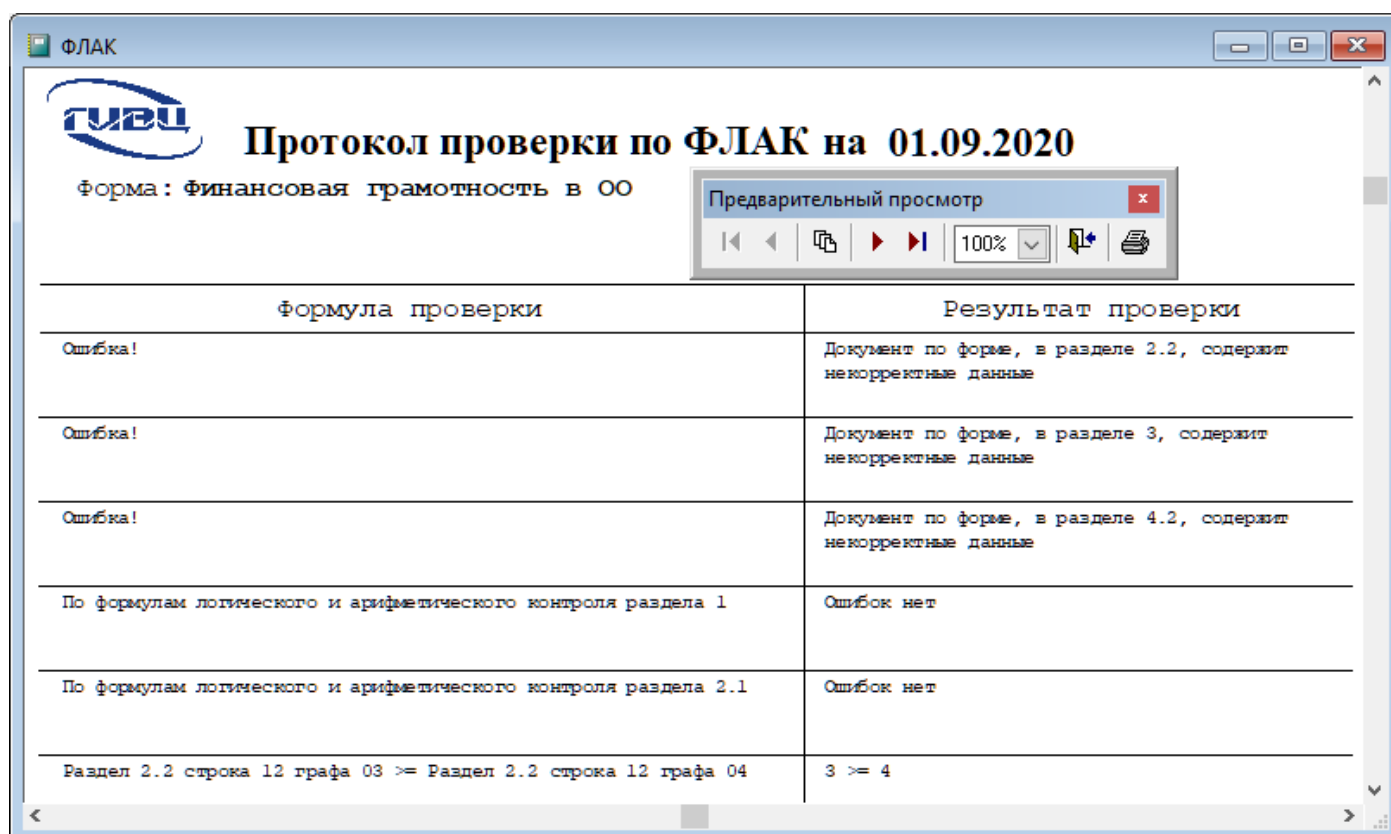 ФЛАК
ГИВЦ
Протокол проверки по ФЛАК на 01.09.2020
Форма: Финансовая грамотность в ОО
Предварительный просмотр
100%
Формула проверки Результат проверки
Ошибка! Документ по форме, в разделе 2.2, содержит
некорректные данные
Ошибка! Документ по форме, в разделе 3, содержит
некорректные данные
Ошибка! Документ по форме, в разделе 4.2, содержит
некорректные данные
По формулам логического и арифметического контроля раздела 1 Ошибок нет
По формулам логического и арифметического контроля раздела 2.1 Ошибок нет
Раздел 2.2 строка 12 графа 03 >= Раздел 2.2 строка 12 графа 04 3 >= 4